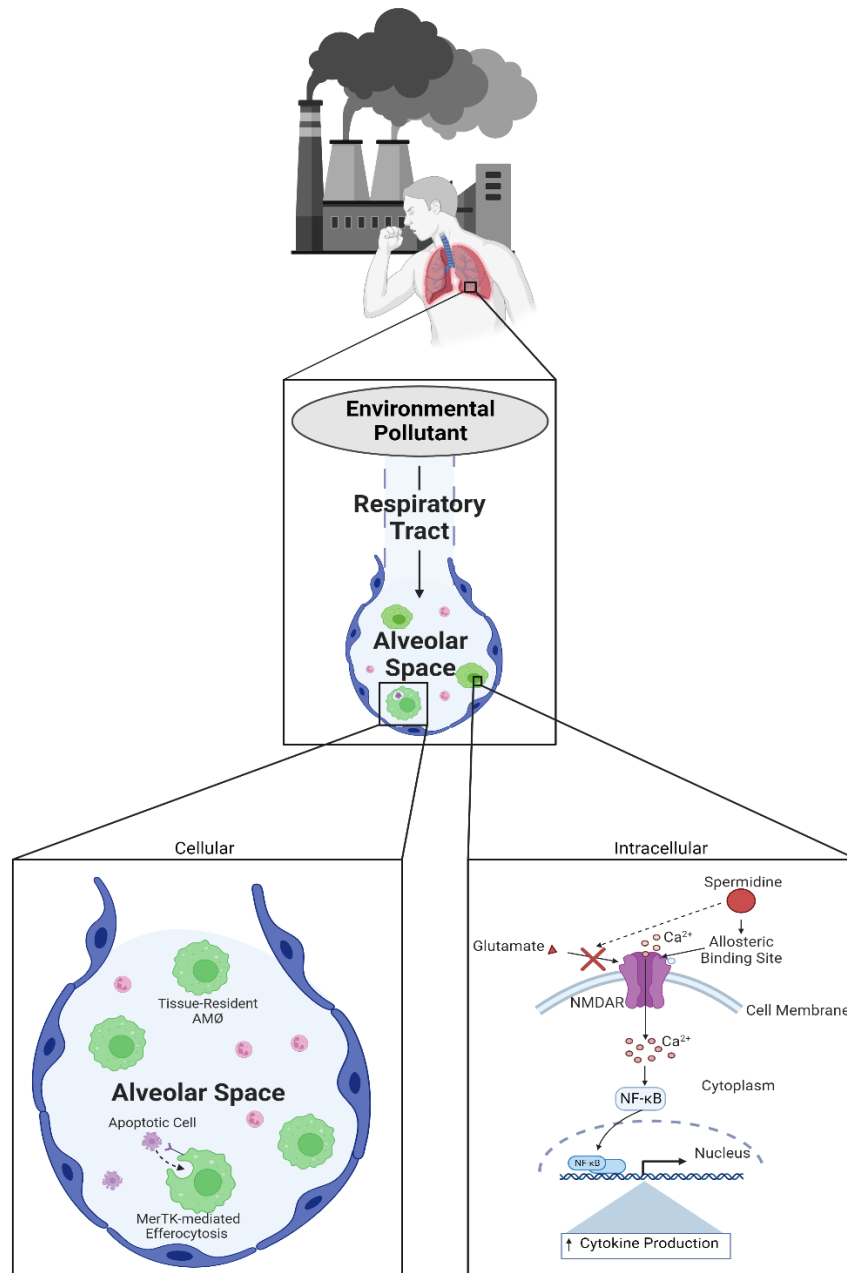 Environmental
Pollutant
Respiratory
Tract
Alveolar
Space
Cellular
Tissue-Resident
AMØ
Alveolar Space
Apoptotic Cell
MerTK-mediated
Efferocytosis
Intracellular
Spermidine
Ca²⁺
Glutamate
Allosteric
Binding Site
NMDAR
Cell Membrane
Ca²⁺
Cytoplasm
NF-κB
Nucleus
NF-κB
↑ Cytokine Production